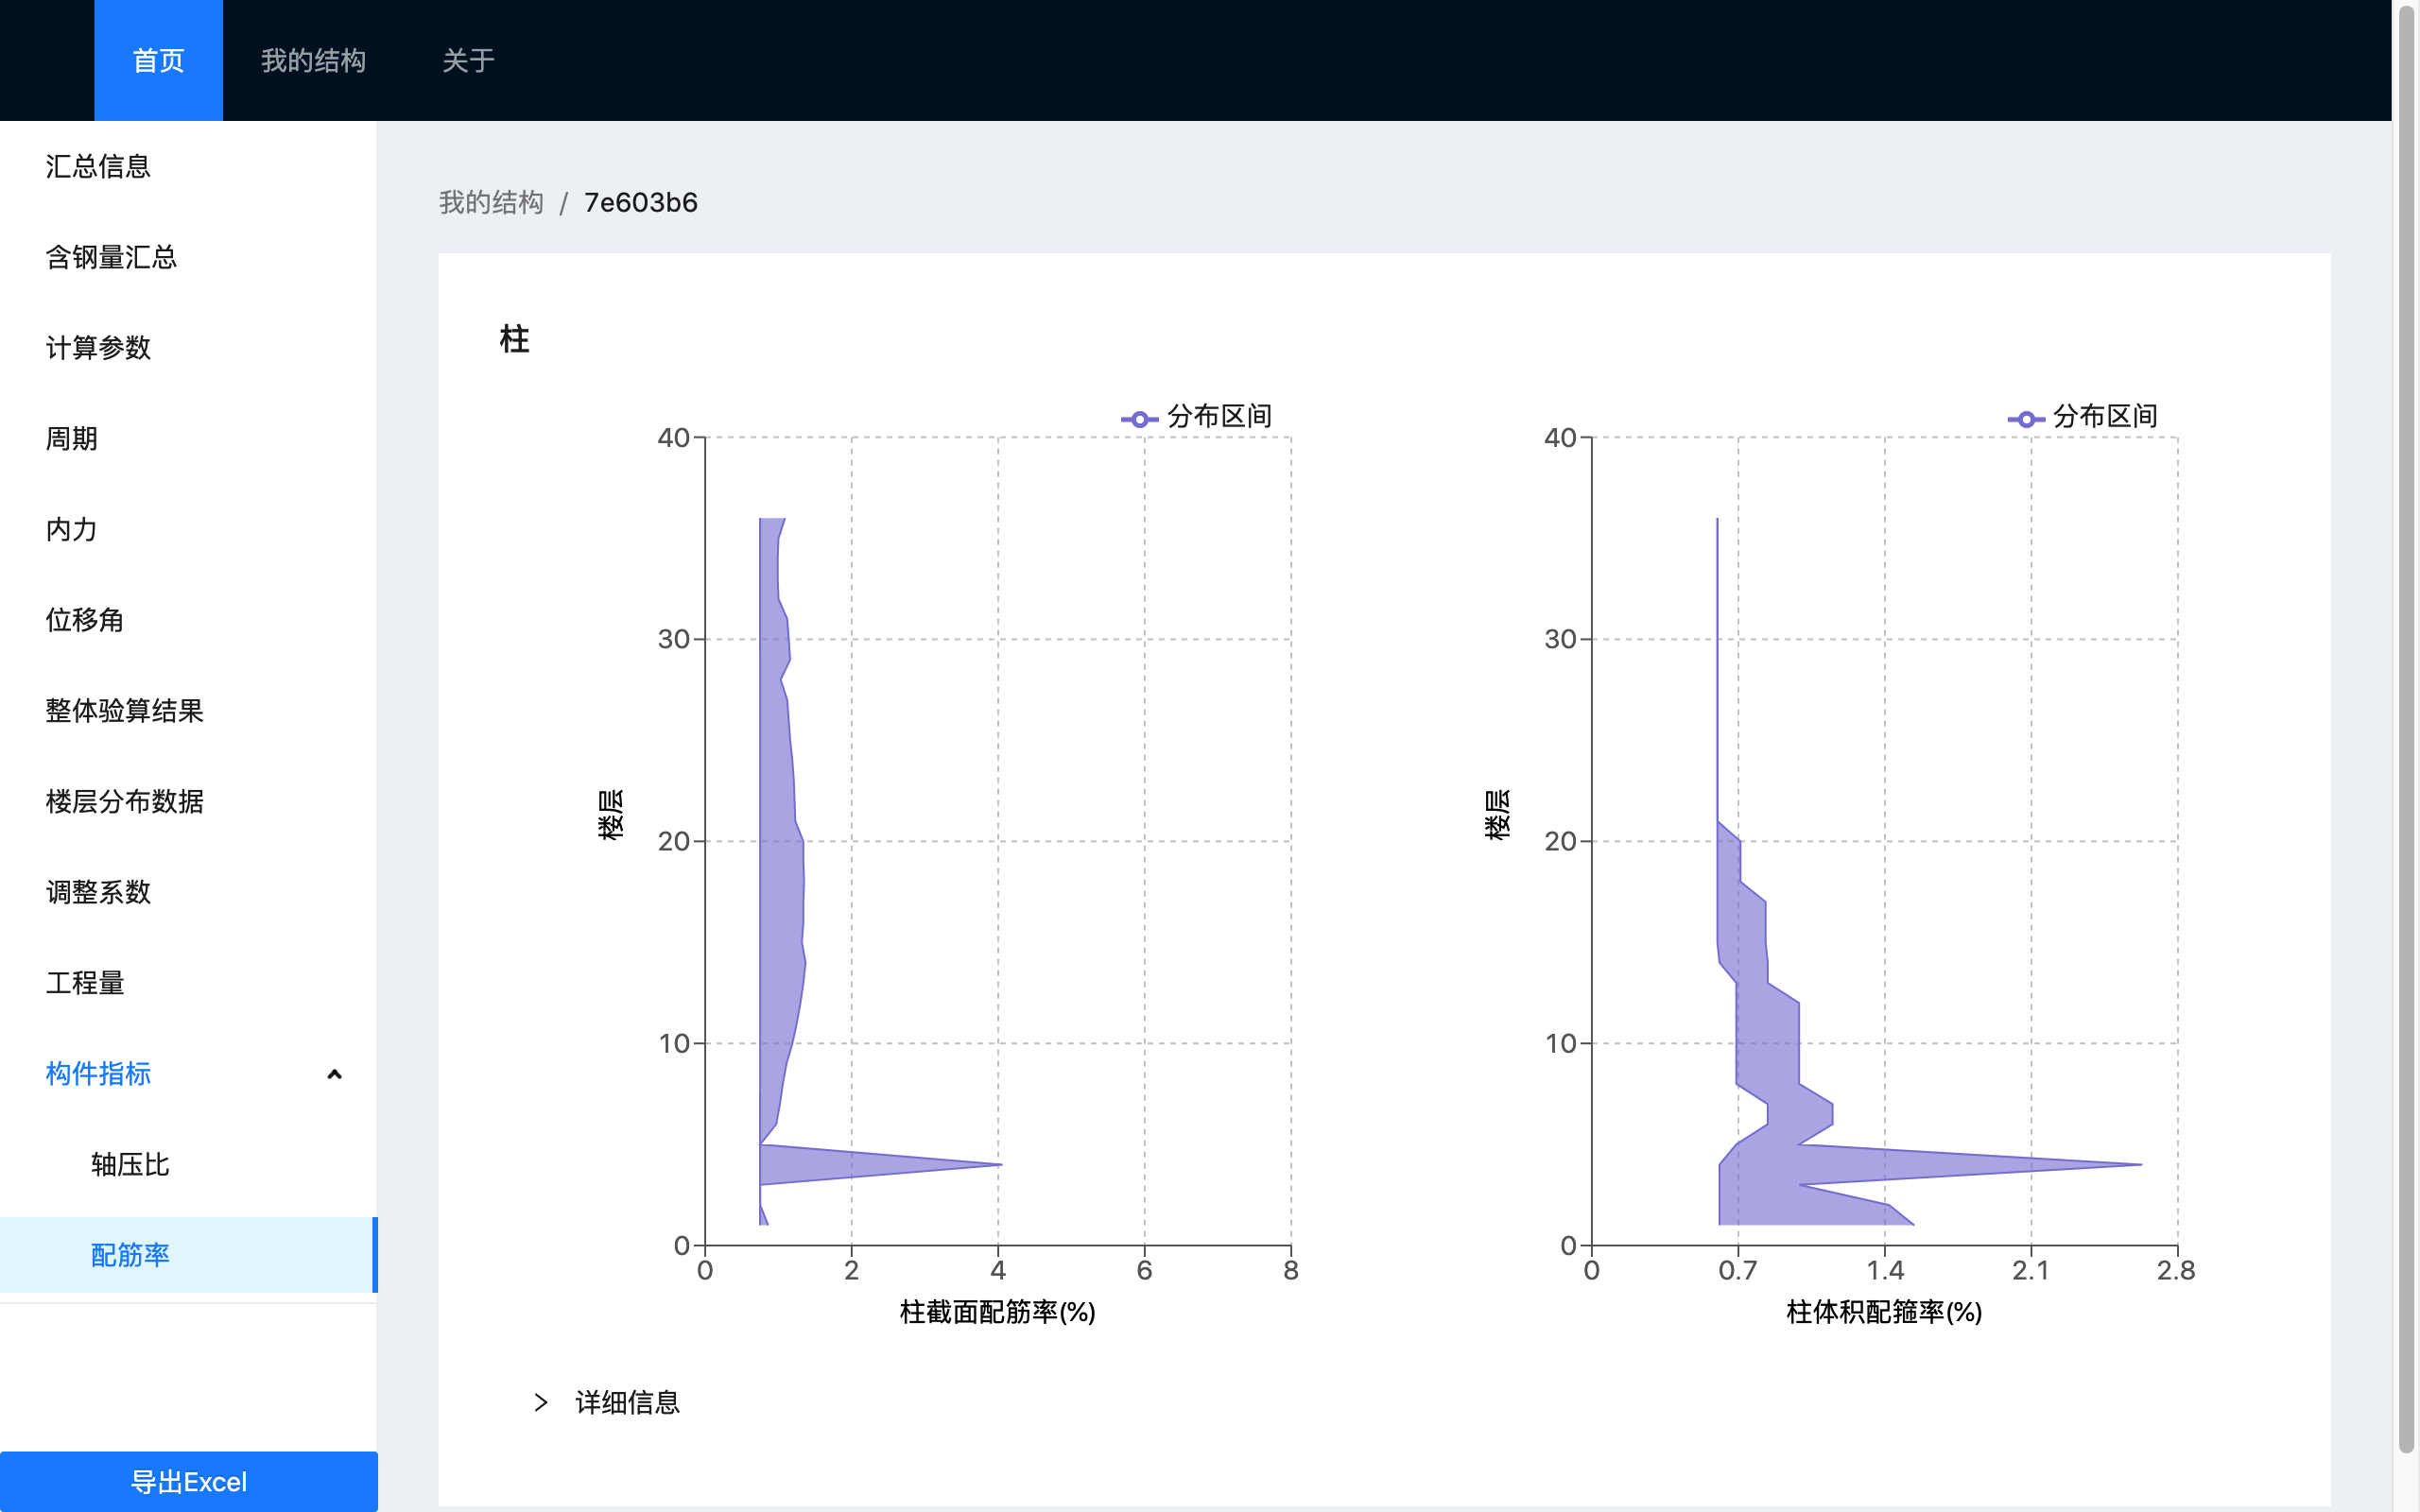 首页 我的结构 关于
汇总信息
含钢量汇总
计算参数
周期
内力
位移角
整体验算结果
楼层分布数据
调整系数
工程量
构件指标
轴压比
配筋率
导出Excel
我的结构 / 7e603b6
柱
分布区间
40
30
20
10
0
楼层
0 2 4 6 8
柱截面配筋率(%)
分布区间
40
30
20
10
0
楼层
0 0.7 1.4 2.1 2.8
柱体积配箍率(%)
详细信息